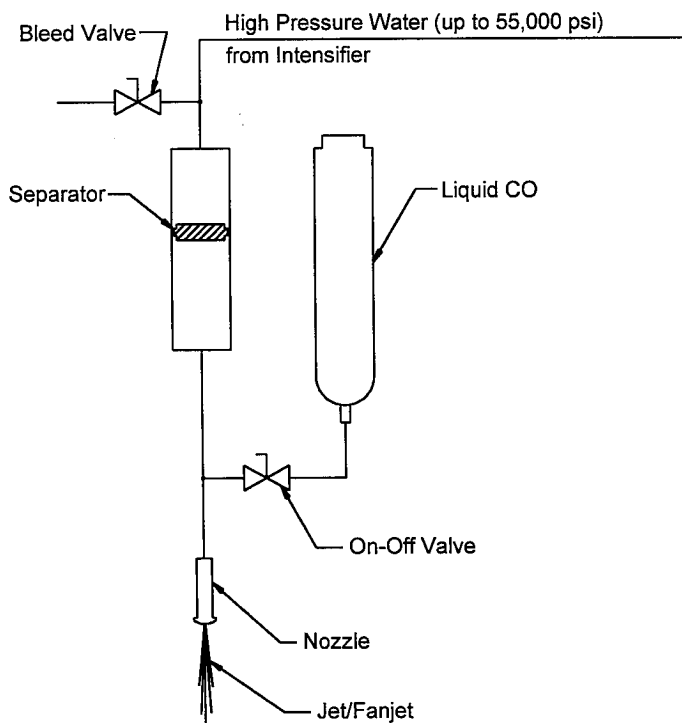 High Pressure Water (up to 55,000 psi)
from Intensifier
Bleed Valve
Separator
Liquid CO
On-Off Valve
Nozzle
Jet/Fanjet